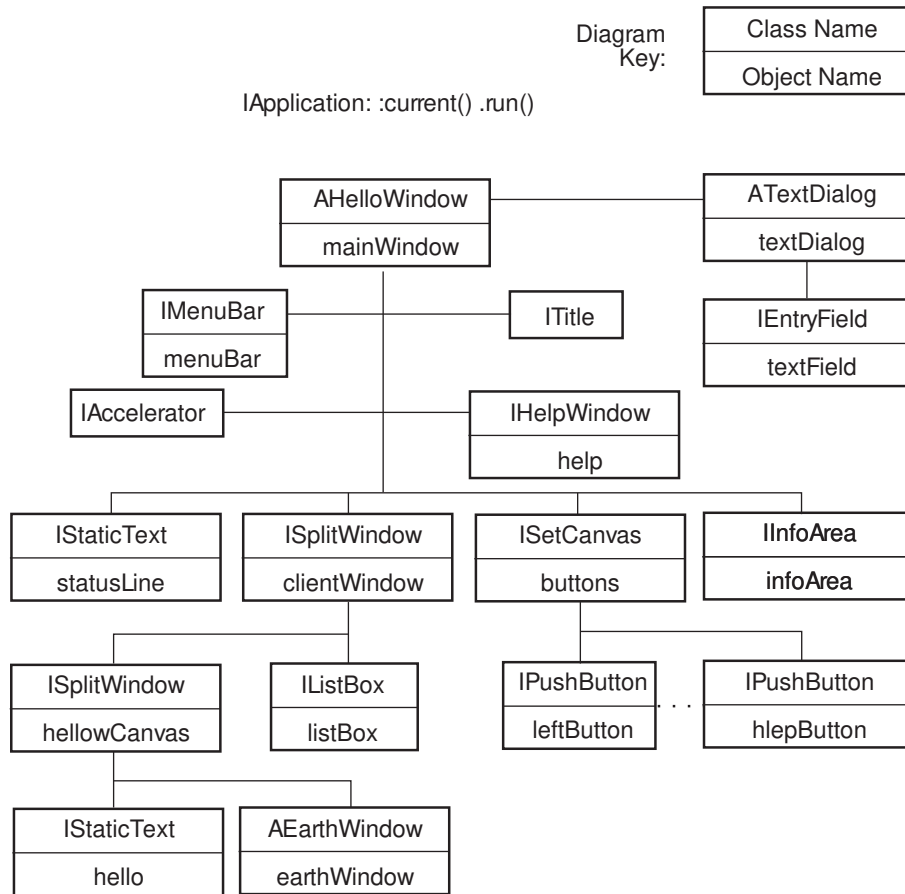 Diagram
Key:
Class Name
Object Name
IApplication: :current() .run()
AHelloWindow
mainWindow
ATextDialog
textDialog
IMenuBar
menuBar
ITitle
IEntryField
textField
IAccelerator
IHelpWindow
help
IStaticText
statusLine
ISplitWindow
clientWindow
ISetCanvas
buttons
IInfoArea
infoArea
ISplitWindow
hellowCanvas
IListBox
listBox
IPushButton
leftButton
. . .
IPushButton
hlepButton
IStaticText
hello
AEarthWindow
earthWindow